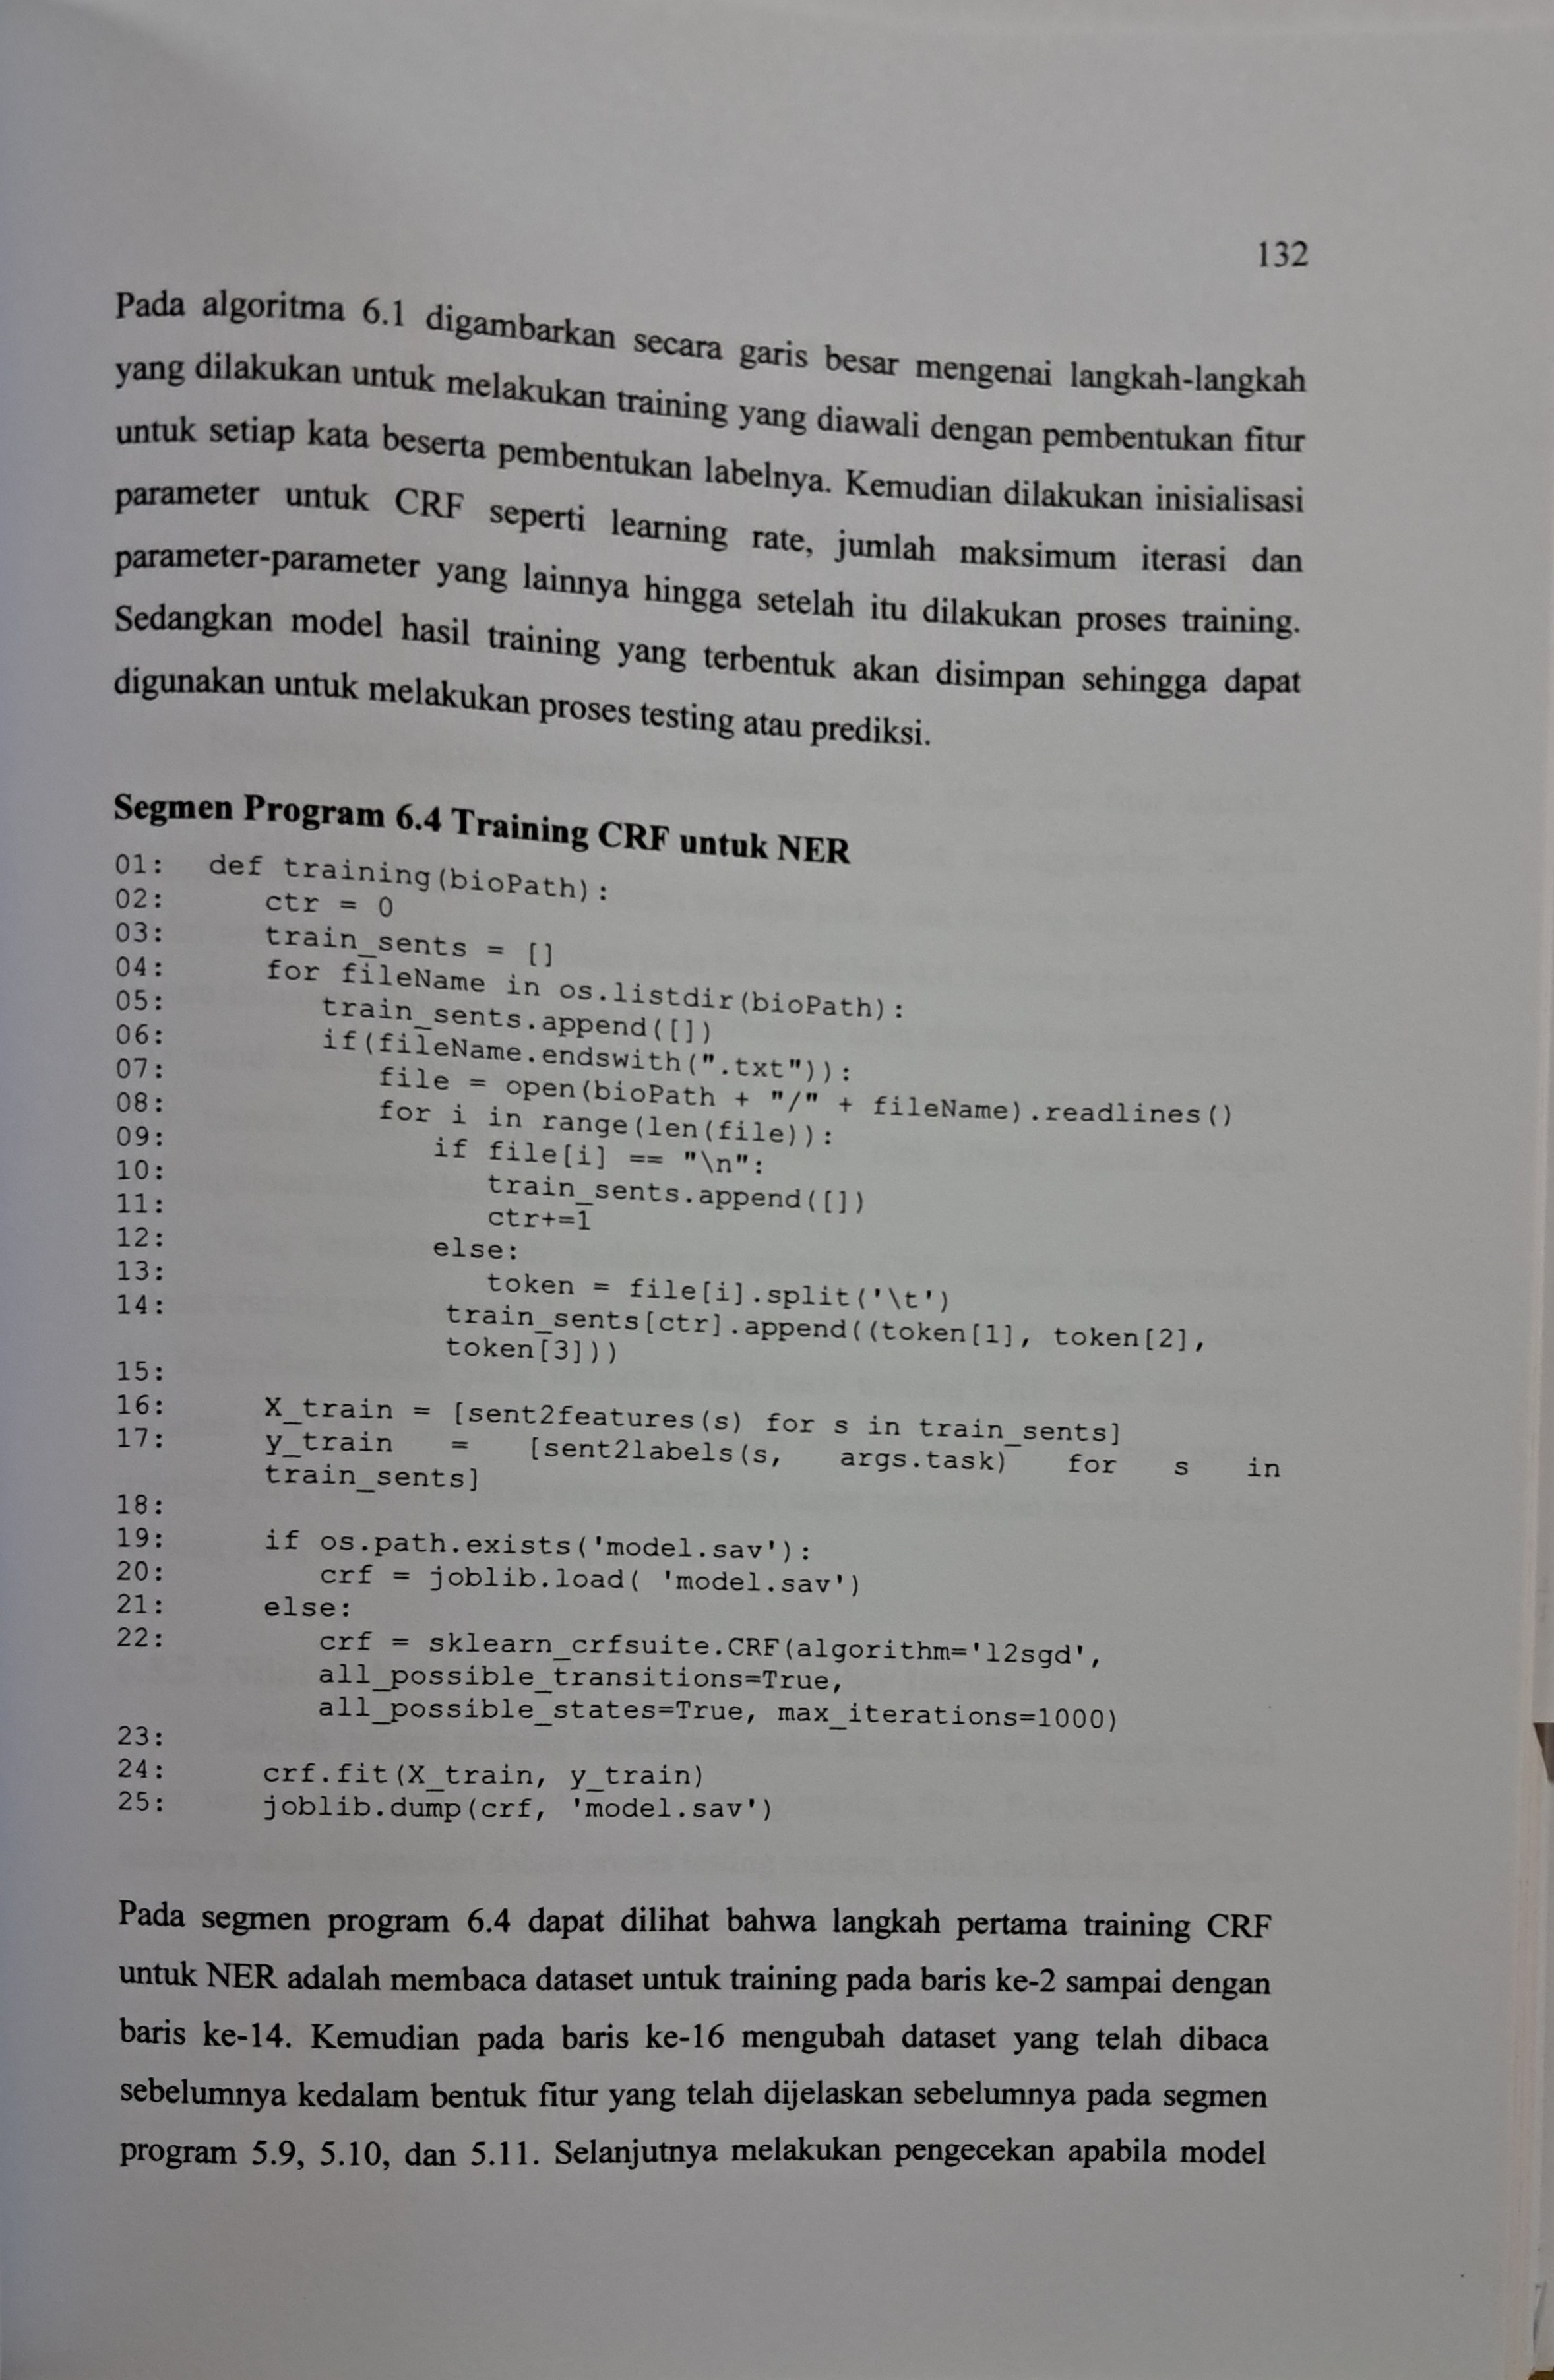 132
Pada algoritma 6.1 digambarkan secara garis besar mengenai langkah-langkah
yang dilakukan untuk melakukan training yang diawali dengan pembentukan fitur
untuk setiap kata beserta pembentukan labelnya. Kemudian dilakukan inisialisasi
parameter untuk CRF seperti learning rate, jumlah maksimum iterasi dan
parameter-parameter yang lainnya hingga setelah itu dilakukan proses training.
Sedangkan model hasil training yang terbentuk akan disimpan sehingga dapat
digunakan untuk melakukan proses testing atau prediksi.
Segmen Program 6.4 Training CRF untuk NER
01: def training(bioPath):
02: ctr = 0
03: train_sents = []
04: for fileName in os.listdir(bioPath):
05: train_sents.append([])
06: if(fileName.endswith(".txt")):
07: file = open(bioPath + "/" + fileName).readlines()
08: for i in range(len(file)):
09: if file[i] == "\n":
10: train_sents.append([])
11: ctr+=1
12: else:
13: token = file[i].split('\t')
14: train_sents[ctr].append((token[1], token[2],
token[3]))
15:
16: X_train = [sent2features(s) for s in train_sents]
17: y_train = [sent2labels(s, args.task) for s in
train_sents]
18:
19: if os.path.exists('model.sav'):
20: crf = joblib.load( 'model.sav')
21: else:
22: crf = sklearn_crfsuite.CRF(algorithm='l2sgd',
all_possible_transitions=True,
all_possible_states=True, max_iterations=1000)
23:
24: crf.fit(X_train, y_train)
25: joblib.dump(crf, 'model.sav')
Pada segmen program 6.4 dapat dilihat bahwa langkah pertama training CRF
untuk NER adalah membaca dataset untuk training pada baris ke-2 sampai dengan
baris ke-14. Kemudian pada baris ke-16 mengubah dataset yang telah dibaca
sebelumnya kedalam bentuk fitur yang telah dijelaskan sebelumnya pada segmen
program 5.9, 5.10, dan 5.11. Selanjutnya melakukan pengecekan apabila model